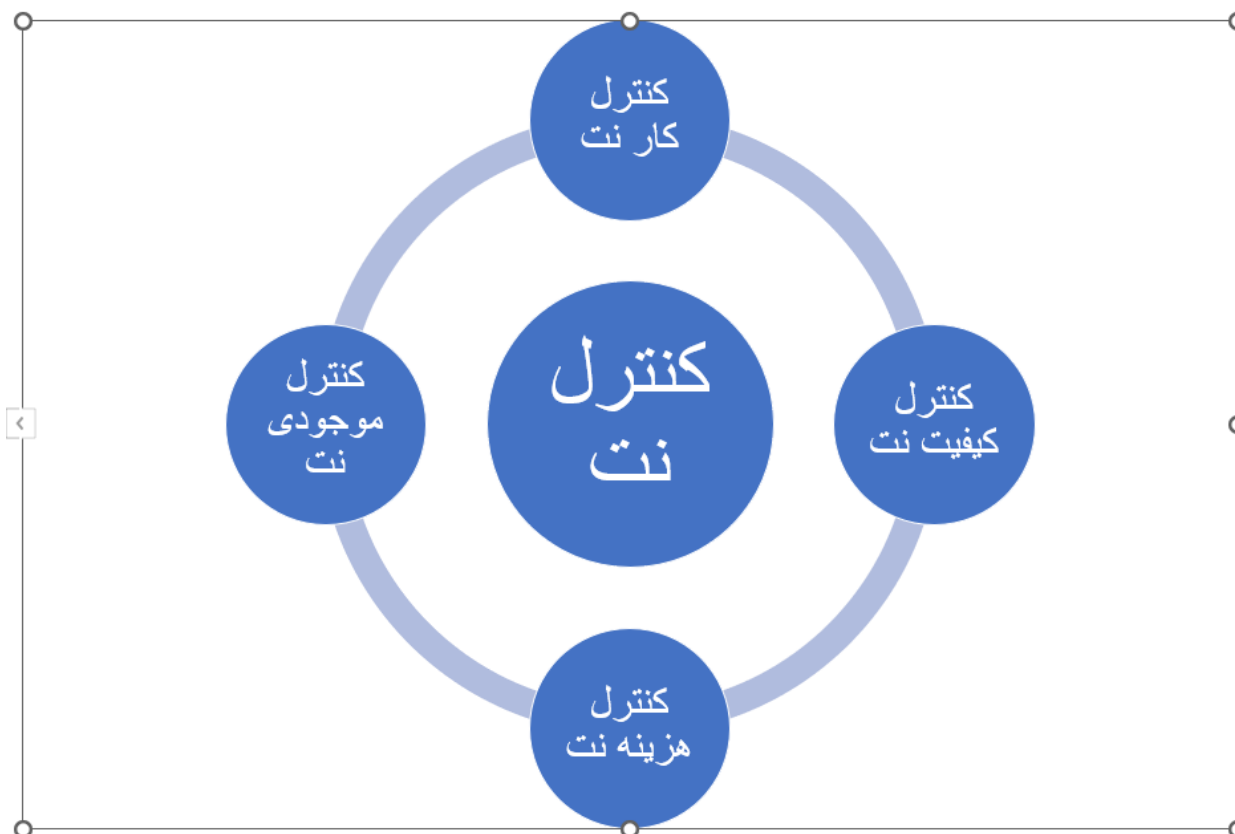 کنترل
کار نت
کنترل
نت
کنترل
کیفیت نت
کنترل
هزینه نت
کنترل
موجودی
نت